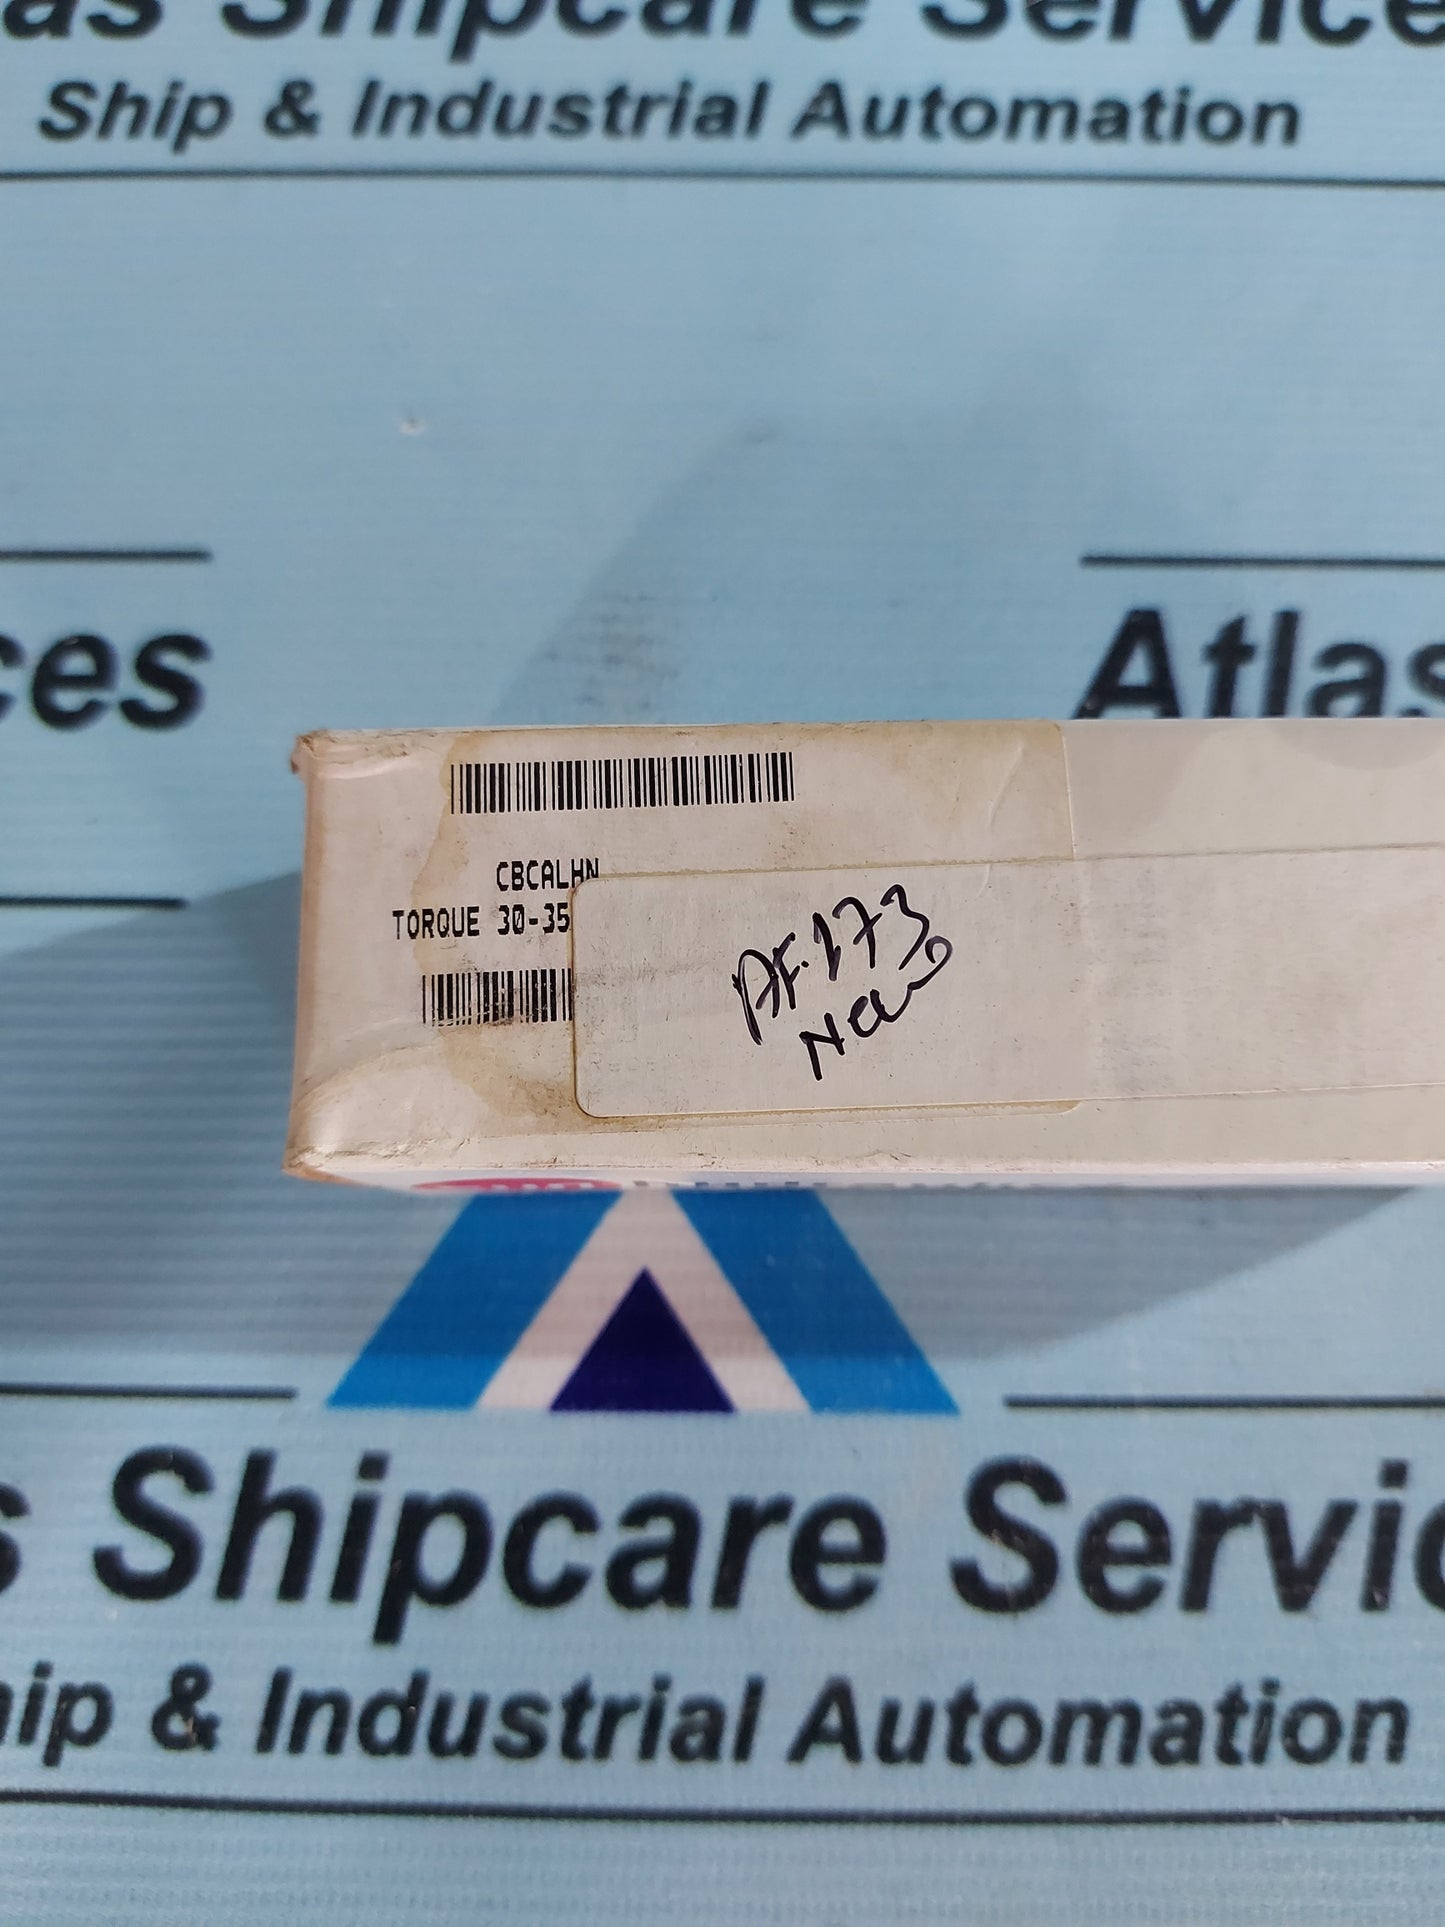 as Shipcare Service
Ship & Industrial Automation
ces
Atlas
CBCALHN
TORQUE 30-35
AF.173
New
s Shipcare Servic
hip & Industrial Automation